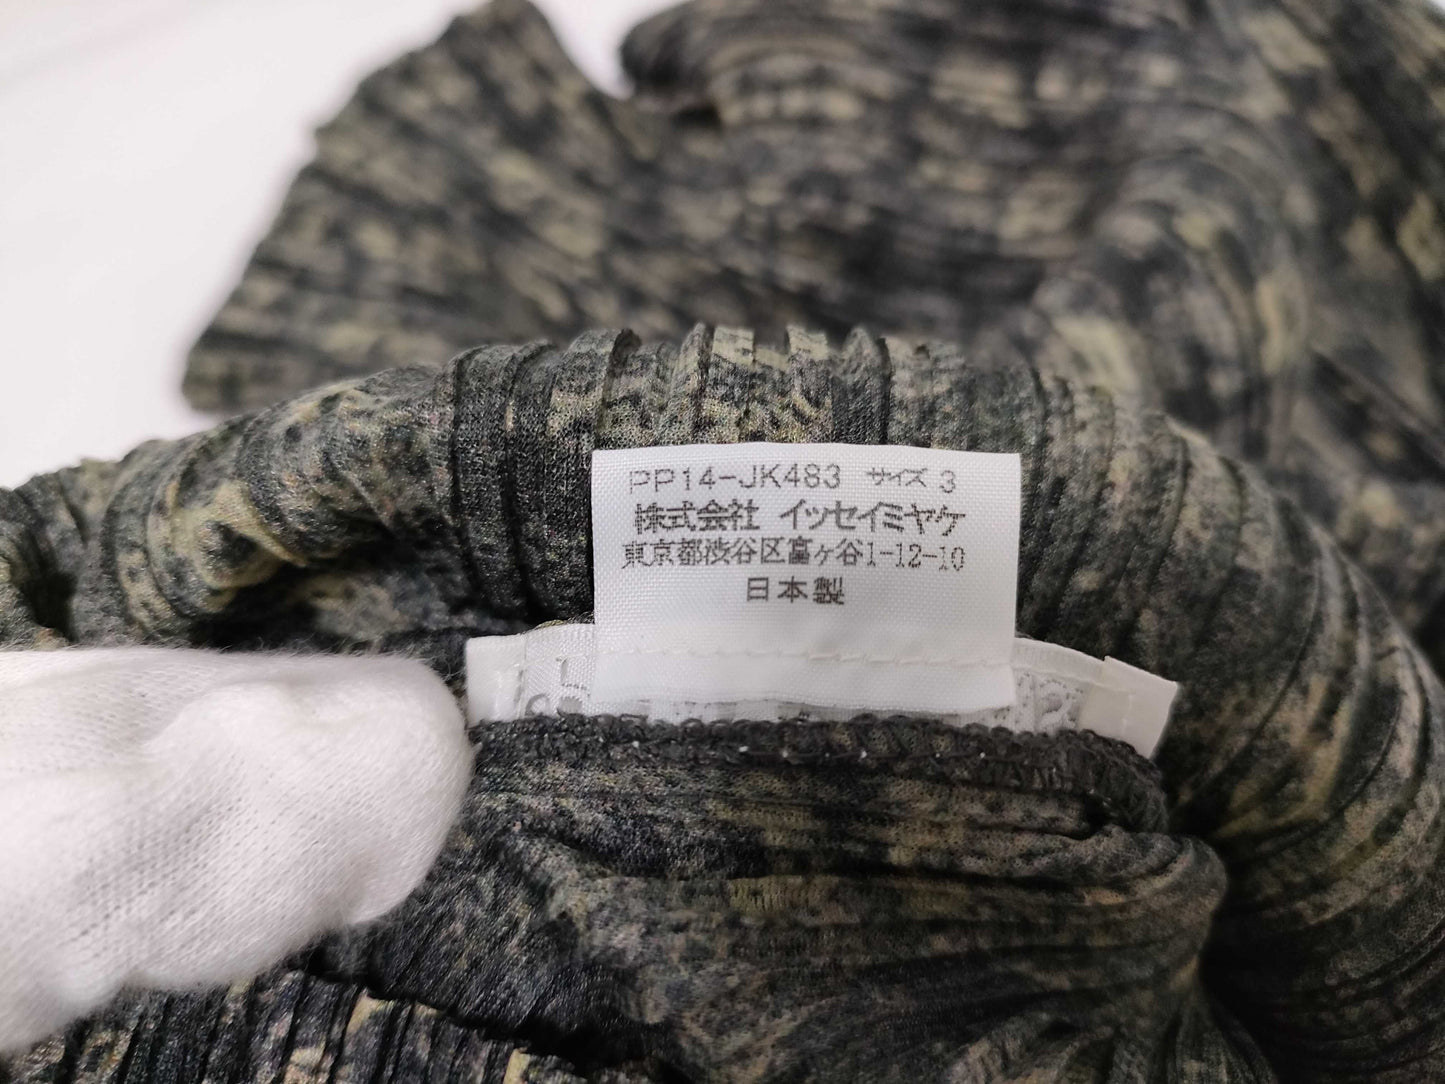 PP14-JK483 サイズ 3
株式会社 イッセイミヤケ
東京都渋谷区富ヶ谷1-12-10
日本製